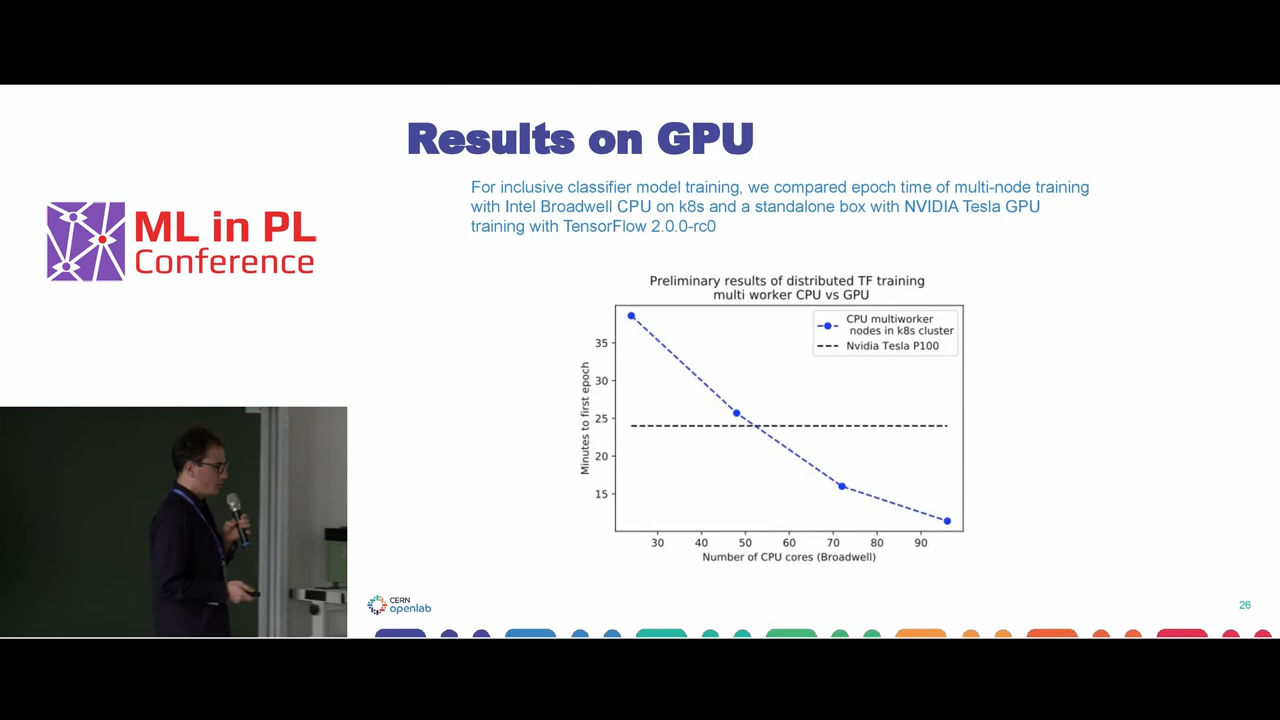 Results on GPU
For inclusive classifier model training, we compared epoch time of multi-node training
with Intel Broadwell CPU on k8s and a standalone box with NVIDIA Tesla GPU
training with TensorFlow 2.0.0-rc0
ML in PL
Conference
Preliminary results of distributed TF training
multi worker CPU vs GPU
CPU multiworker
nodes in k8s cluster
Nvidia Tesla P100
Minutes to first epoch
35
30
25
20
15
30 40 50 60 70 80 90
Number of CPU cores (Broadwell)
CERN
openlab
26